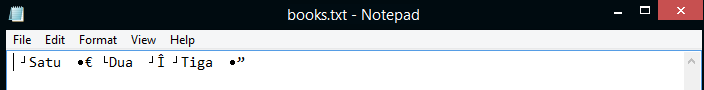 books.txt - Notepad
File Edit Format View Help
┘Satu •€ └Dua ┘Î ┘Tiga •”